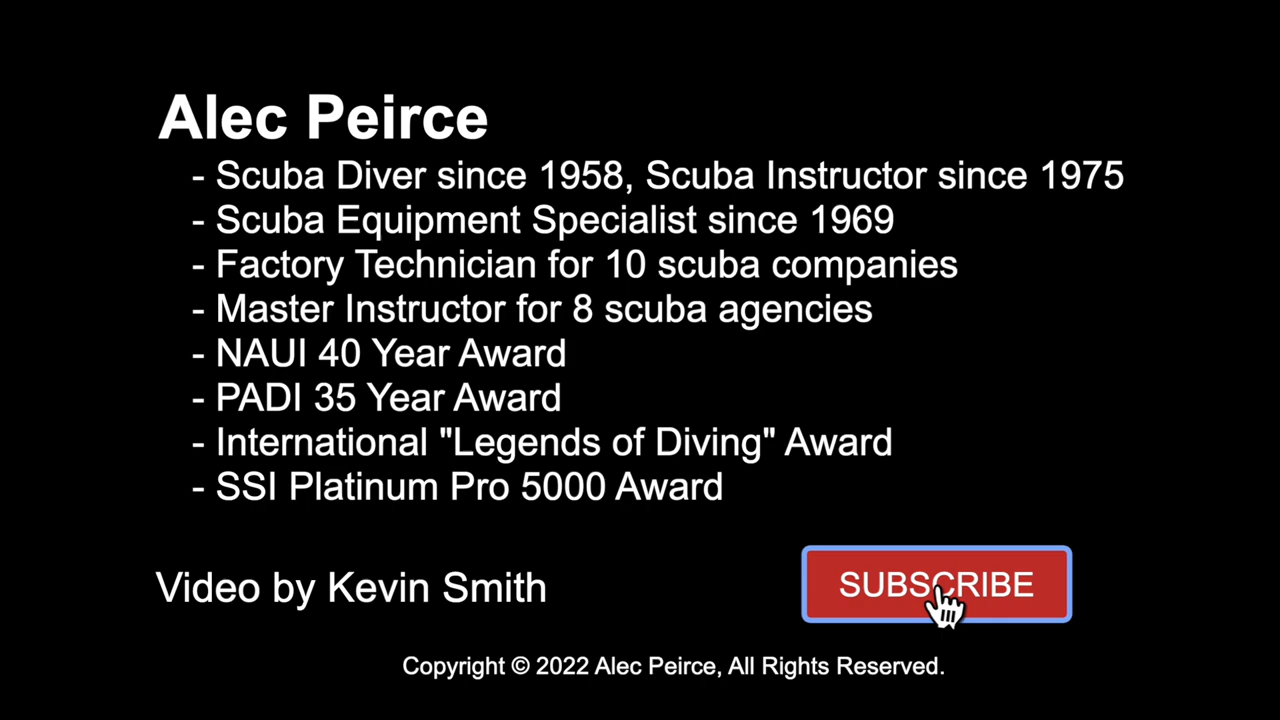 Alec Peirce
- Scuba Diver since 1958, Scuba Instructor since 1975
- Scuba Equipment Specialist since 1969
- Factory Technician for 10 scuba companies
- Master Instructor for 8 scuba agencies
- NAUI 40 Year Award
- PADI 35 Year Award
- International "Legends of Diving" Award
- SSI Platinum Pro 5000 Award
Video by Kevin Smith
SUBSCRIBE
Copyright © 2022 Alec Peirce, All Rights Reserved.